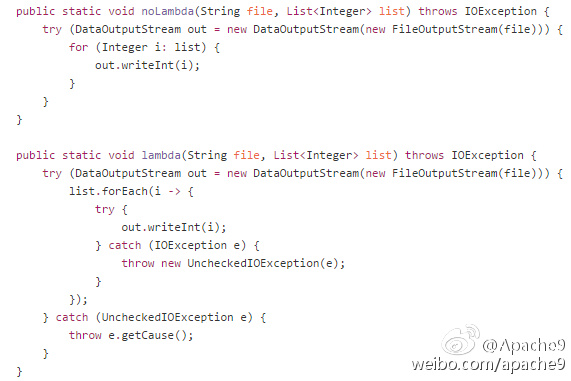 public static void noLambda(String file, List<Integer> list) throws IOException {
    try (DataOutputStream out = new DataOutputStream(new FileOutputStream(file))) {
        for (Integer i: list) {
            out.writeInt(i);
        }
    }
}
public static void lambda(String file, List<Integer> list) throws IOException {
    try (DataOutputStream out = new DataOutputStream(new FileOutputStream(file))) {
        list.forEach(i -> {
            try {
                out.writeInt(i);
            } catch (IOException e) {
                throw new UncheckedIOException(e);
            }
        });
    } catch (UncheckedIOException e) {
        throw e.getCause();
    }
}
@Apache9
weibo.com/apache9